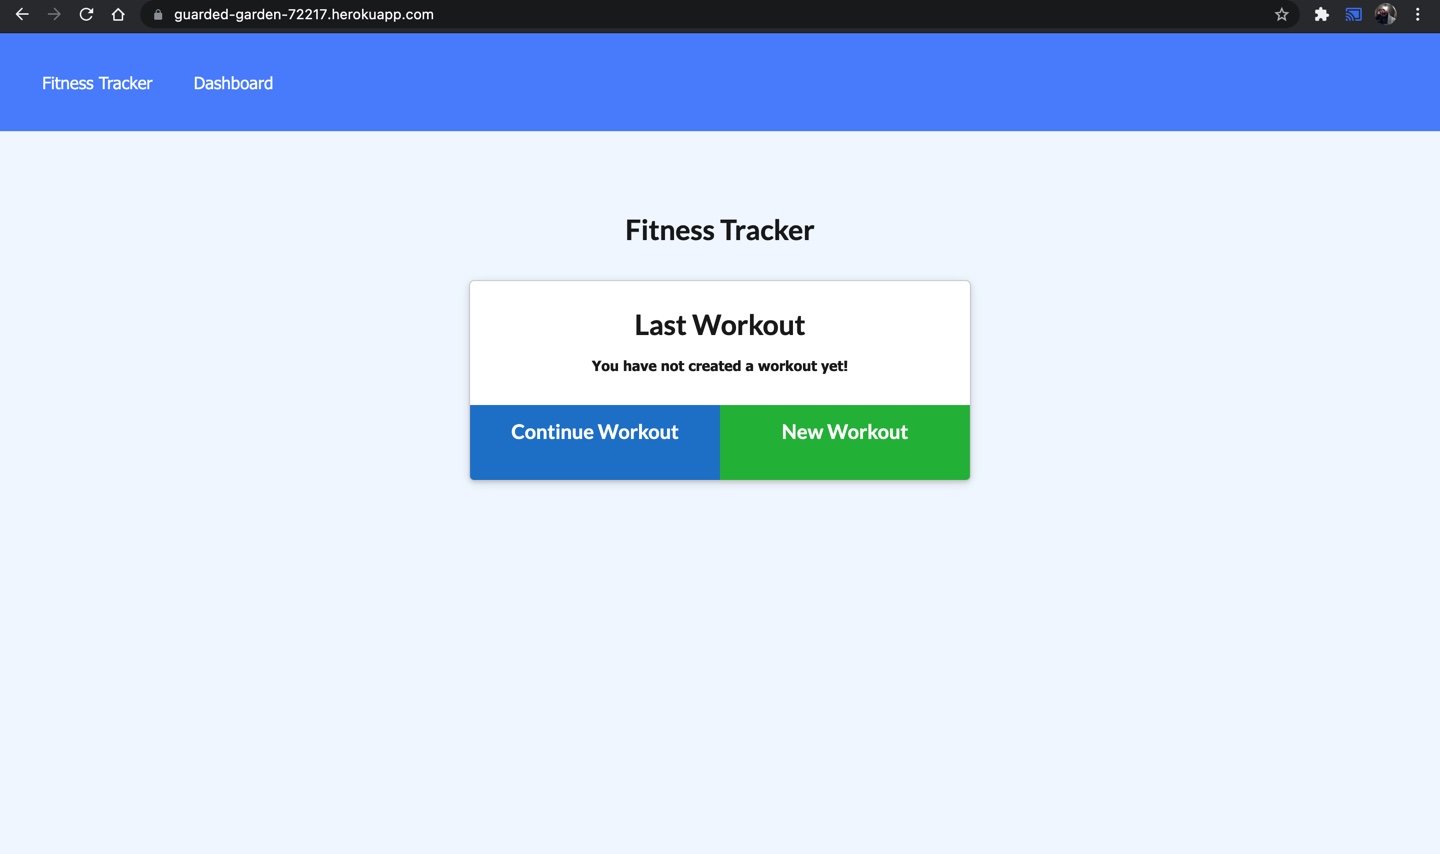 guarded-garden-72217.herokuapp.com
Fitness Tracker Dashboard
Fitness Tracker
Last Workout
You have not created a workout yet!
Continue Workout New Workout